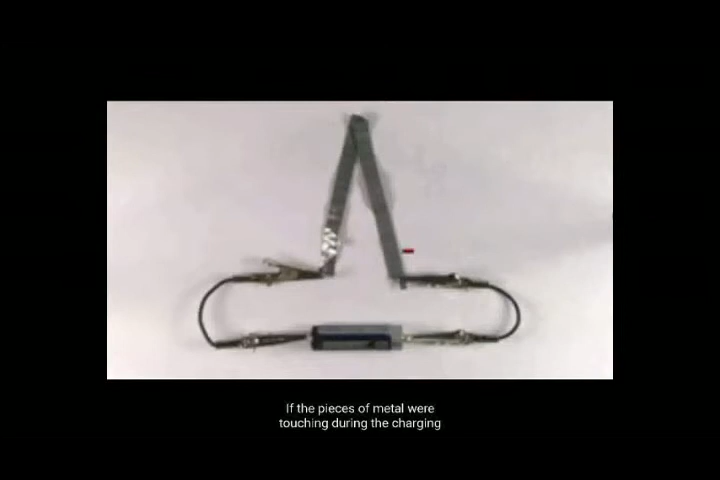 If the pieces of metal were
touching during the charging